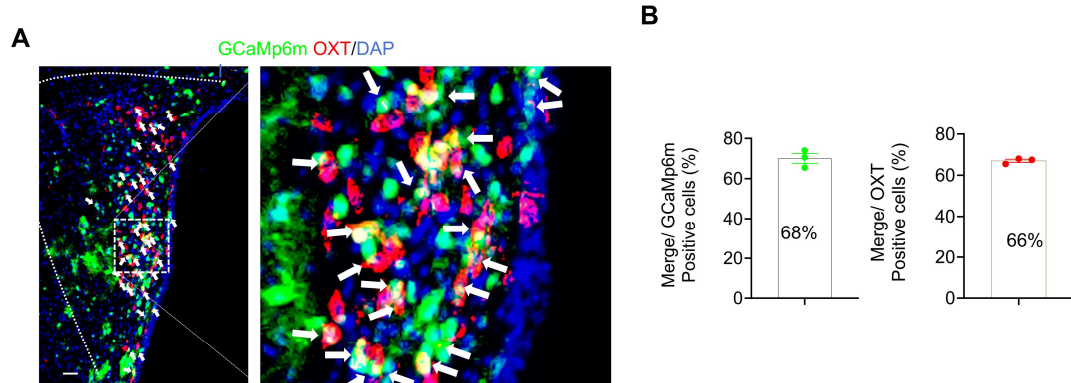 A
B
GCaMp6m OXT/DAP
Merge/ GCaMp6m
Positive cells (%)
80
60
40
20
0
68%
Merge/ OXT
Positive cells (%)
80
60
40
20
0
66%